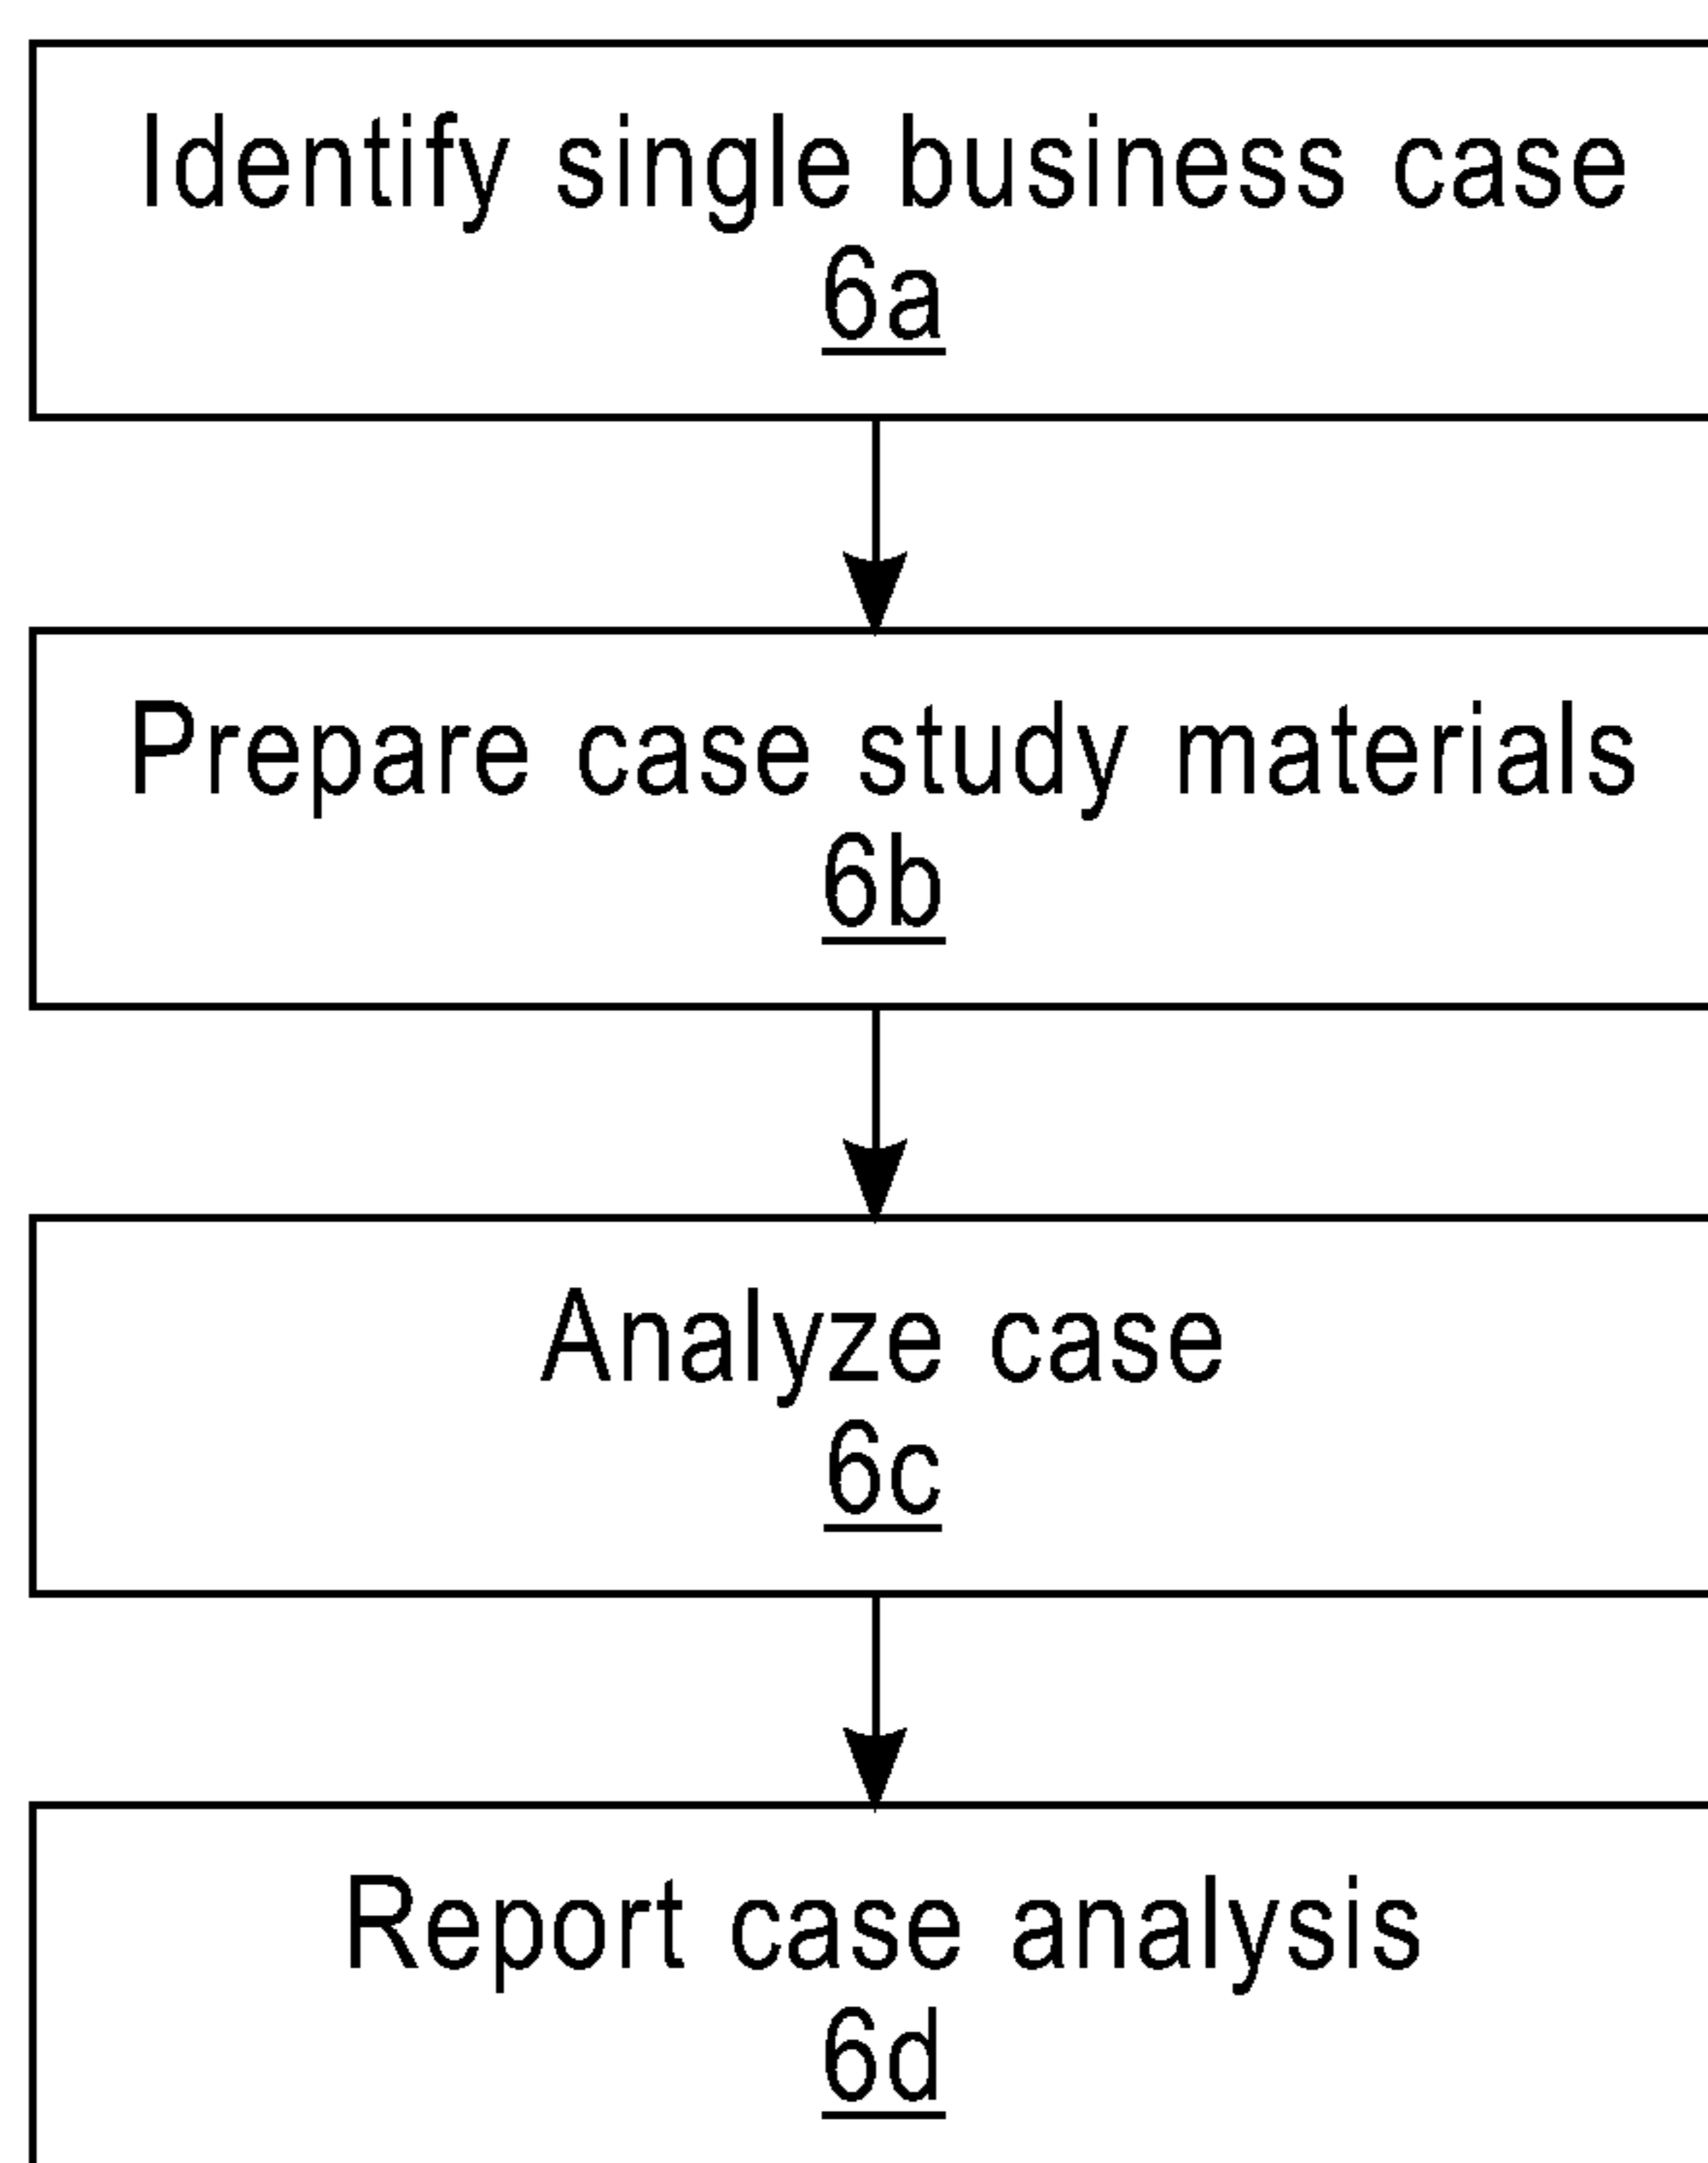 Identify single business case
6a
Prepare case study materials
6b
Analyze case
6c
Report case analysis
6d